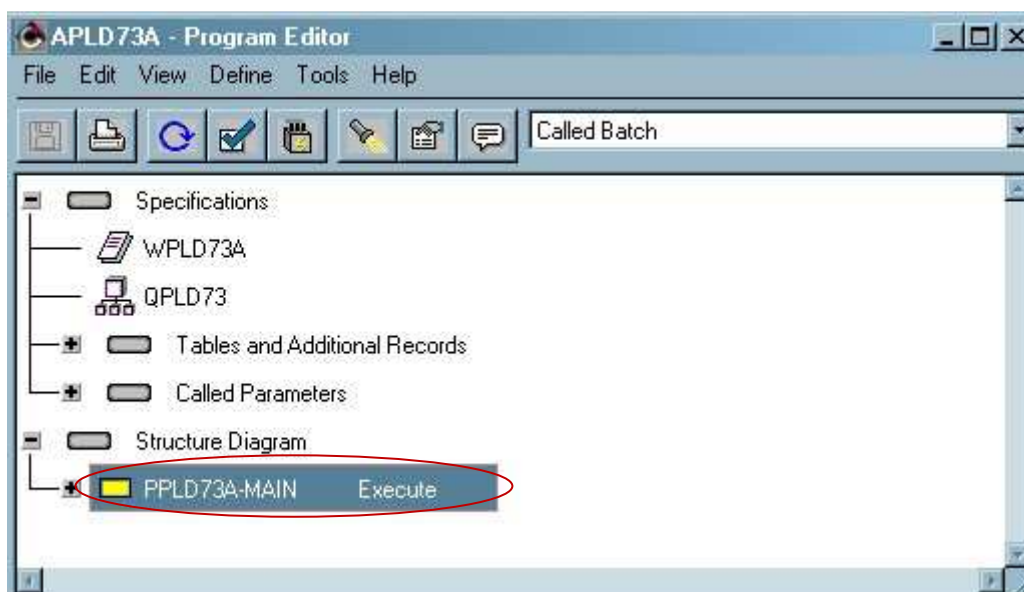 APLD73A - Program Editor
File Edit View Define Tools Help
Called Batch
Specifications
WPLD73A
QPLD73
Tables and Additional Records
Called Parameters
Structure Diagram
PPLD73A-MAIN Execute